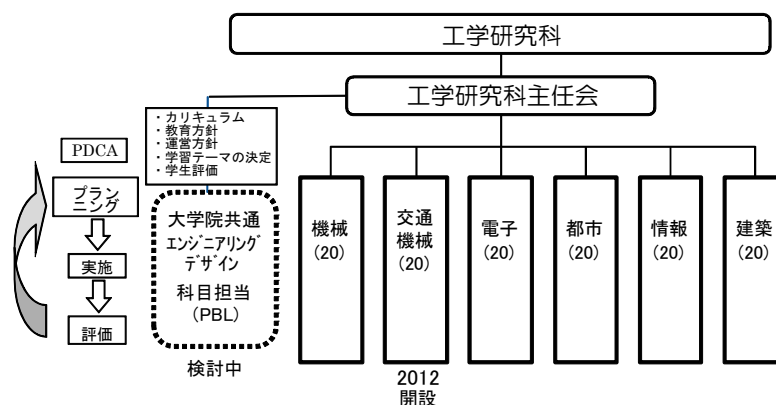 工学研究科
工学研究科主任会
・カリキュラム
・教育方針
・運営方針
・学習テーマの決定
・学生評価
PDCA
プラン
ニング
実施
評価
大学院共通
エンジニアリング
デザイン
科目担当
(PBL)
検討中
機械
(20)
交通
機械
(20)
2012
開設
電子
(20)
都市
(20)
情報
(20)
建築
(20)